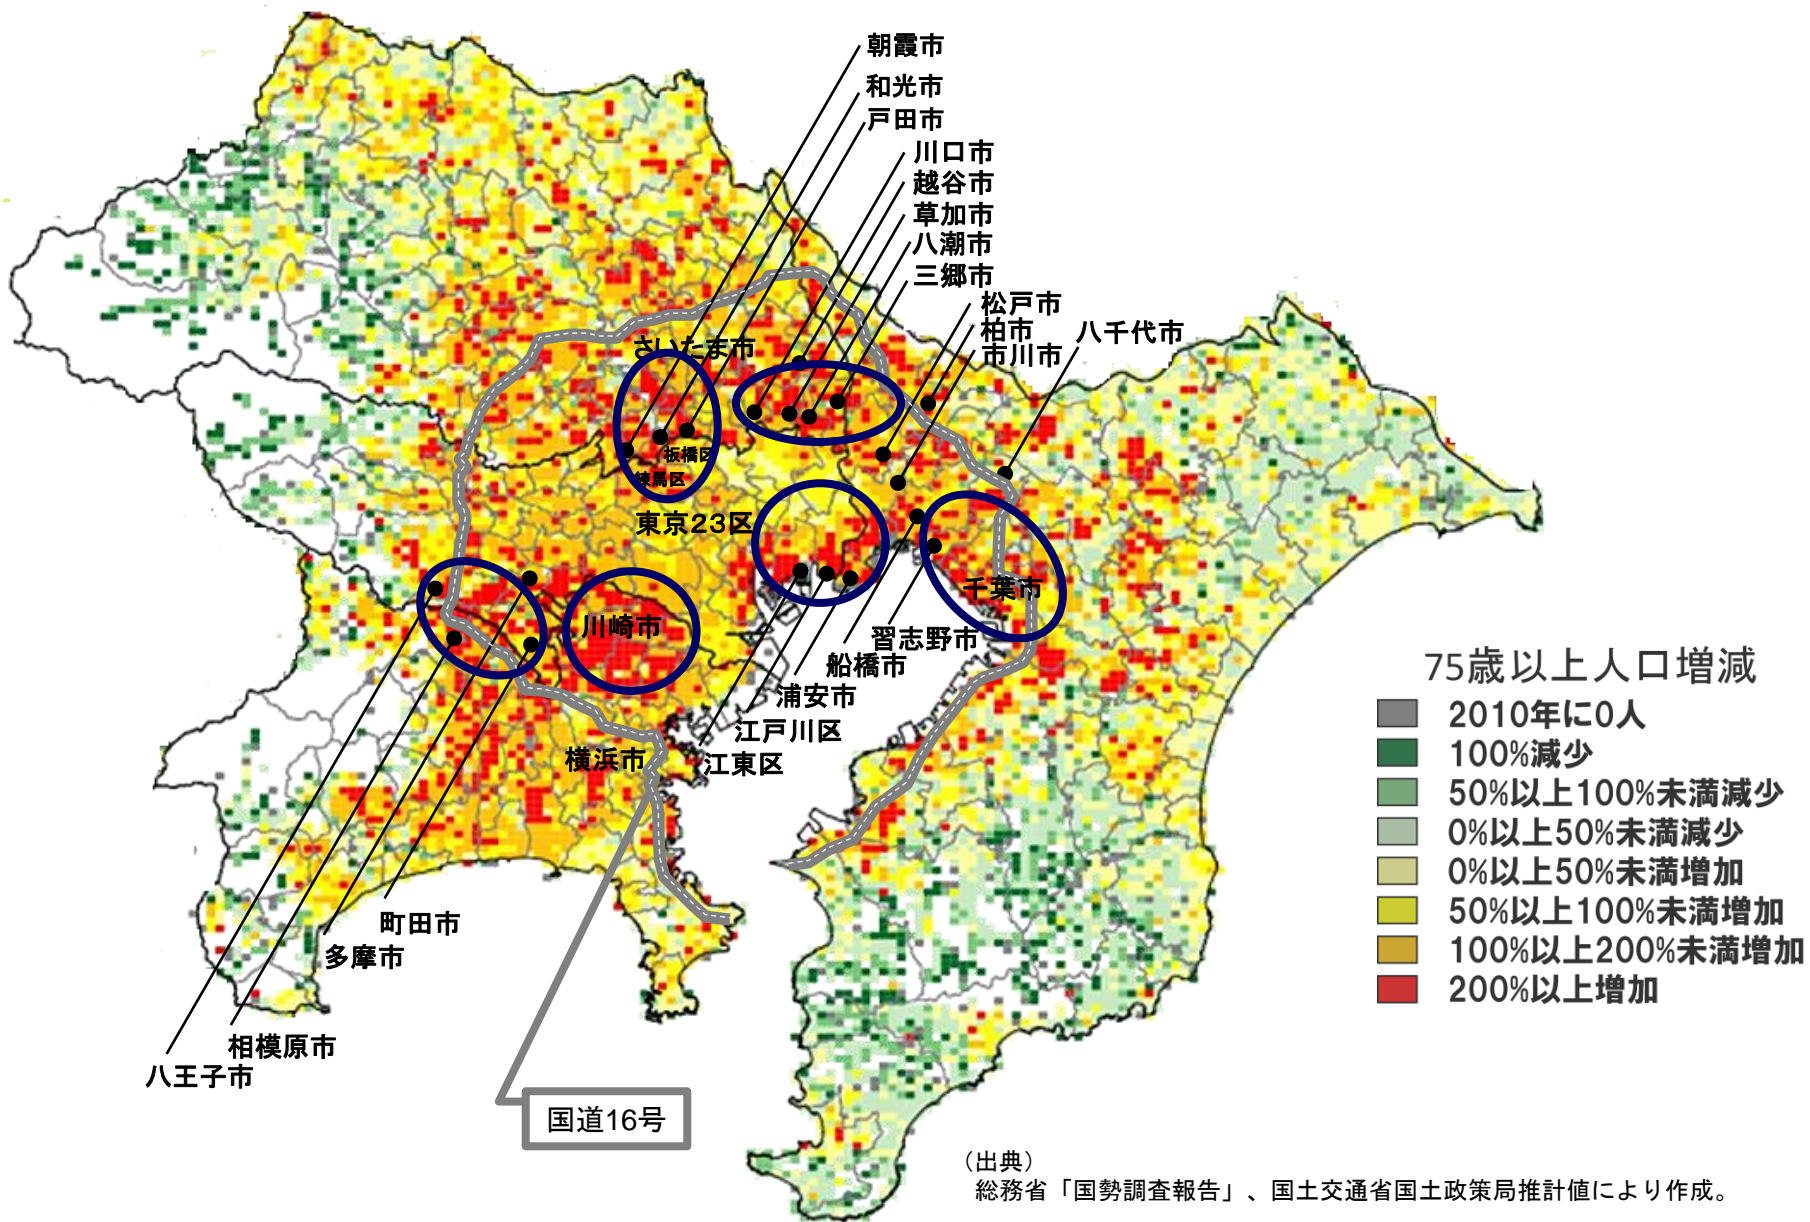 朝霞市
和光市
戸田市
川口市
越谷市
草加市
八潮市
三郷市
松戸市
柏市
市川市
八千代市
さいたま市
板橋区
練馬区
東京23区
川崎市
千葉市
習志野市
船橋市
浦安市
江戸川区
江東区
横浜市
町田市
多摩市
相模原市
八王子市
国道16号
75歳以上人口増減
2010年に0人
100%減少
50%以上100%未満減少
0%以上50%未満減少
0%以上50%未満増加
50%以上100%未満増加
100%以上200%未満増加
200%以上増加
（出典）
総務省「国勢調査報告」、国土交通省国土政策局推計値により作成。